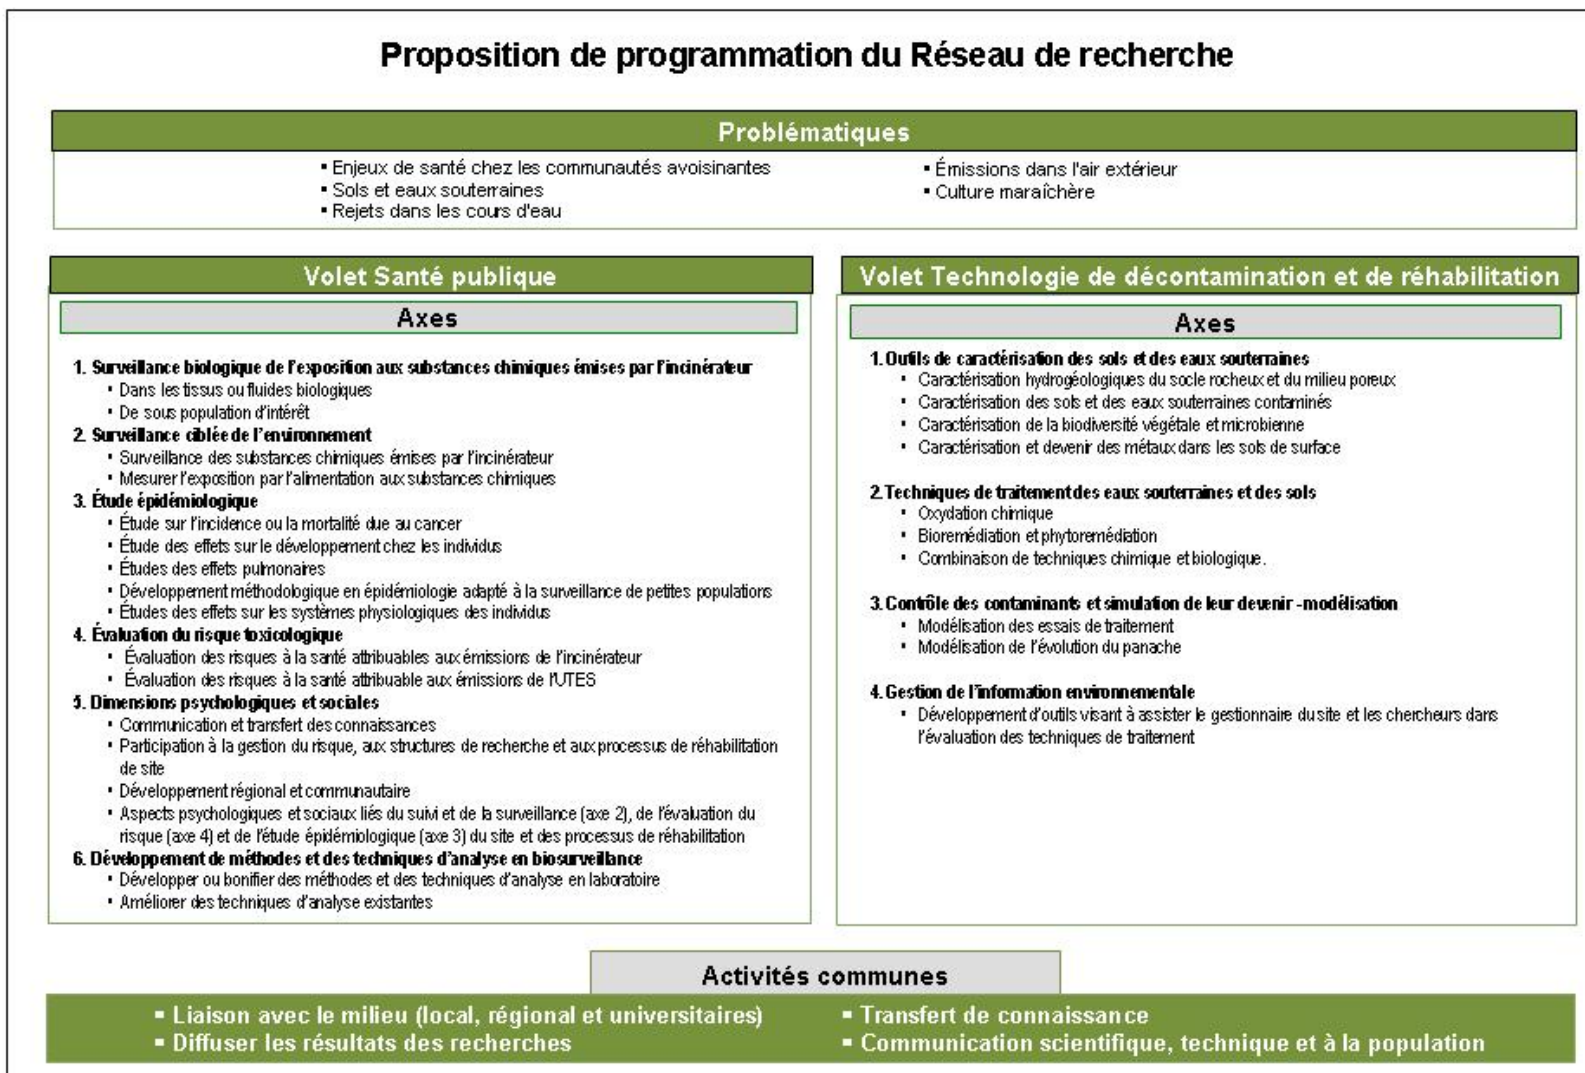 Proposition de programmation du Réseau de recherche
Problématiques
▪ Enjeux de santé chez les communautés avoisinantes
▪ Sols et eaux souterraines
▪ Rejets dans les cours d'eau
▪ Émissions dans l'air extérieur
▪ Culture maraîchère
Volet Santé publique
Axes
1. Surveillance biologique de l'exposition aux substances chimiques émises par l'incinérateur
▪ Dans les tissus ou fluides biologiques
▪ De sous population d'intérêt
2. Surveillance ciblée de l'environnement
▪ Surveillance des substances chimiques émises par l'incinérateur
▪ Mesurer l'exposition par l'alimentation aux substances chimiques
3. Étude épidémiologique
▪ Étude sur l'incidence ou la mortalité due au cancer
▪ Étude des effets sur le développement chez les individus
▪ Études des effets pulmonaires
▪ Développement méthodologique en épidémiologie adapté à la surveillance de petites populations
▪ Études des effets sur les systèmes physiologiques des individus
4. Évaluation du risque toxicologique
▪ Évaluation des risques à la santé attribuables aux émissions de l'incinérateur
▪ Évaluation des risques à la santé attribuable aux émissions de l'UTES
5. Dimensions psychologiques et sociales
▪ Communication et transfert des connaissances
▪ Participation à la gestion du risque, aux structures de recherche et aux processus de réhabilitation
de site
▪ Développement régional et communautaire
▪ Aspects psychologiques et sociaux liés du suivi et de la surveillance (axe 2), de l'évaluation du
risque (axe 4) et de l'étude épidémiologique (axe 3) du site et des processus de réhabilitation
6. Développement de méthodes et des techniques d'analyse en biosurveillance
▪ Développer ou bonifier des méthodes et des techniques d'analyse en laboratoire
▪ Améliorer des techniques d'analyse existantes
Volet Technologie de décontamination et de réhabilitation
Axes
1. Outils de caractérisation des sols et des eaux souterraines
▪ Caractérisation hydrogéologiques du socle rocheux et du milieu poreux
▪ Caractérisation des sols et des eaux souterraines contaminés
▪ Caractérisation de la biodiversité végétale et microbienne
▪ Caractérisation et devenir des métaux dans les sols de surface
2. Techniques de traitement des eaux souterraines et des sols
▪ Oxydation chimique
▪ Bioremédiation et phytoremédiation
▪ Combinaison de techniques chimique et biologique.
3. Contrôle des contaminants et simulation de leur devenir - modélisation
▪ Modélisation des essais de traitement
▪ Modélisation de l'évolution du panache
4. Gestion de l'information environnementale
▪ Développement d'outils visant à assister le gestionnaire du site et les chercheurs dans
l'évaluation des techniques de traitement
Activités communes
▪ Liaison avec le milieu (local, régional et universitaires)
▪ Diffuser les résultats des recherches
▪ Transfert de connaissance
▪ Communication scientifique, technique et à la population